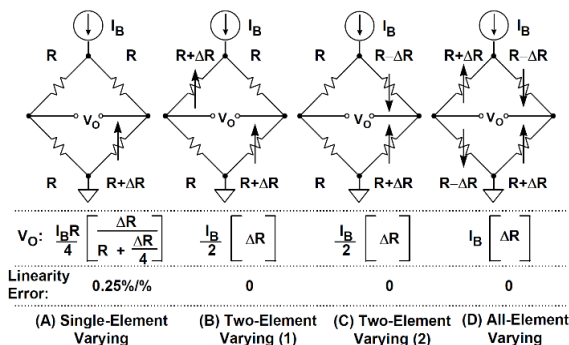 I_B I_B I_B I_B
R R R+ΔR R R R−ΔR R+ΔR R−ΔR
V_O V_O V_O V_O
R R+ΔR R R+ΔR R R+ΔR R−ΔR R+ΔR
V_O: I_B R / 4 [ ΔR / (R + ΔR/4) ] I_B / 2 [ ΔR ] I_B / 2 [ ΔR ] I_B [ ΔR ]
Linearity
Error: 0.25%/% 0 0 0
(A) Single-Element (B) Two-Element (C) Two-Element (D) All-Element
Varying Varying (1) Varying (2) Varying